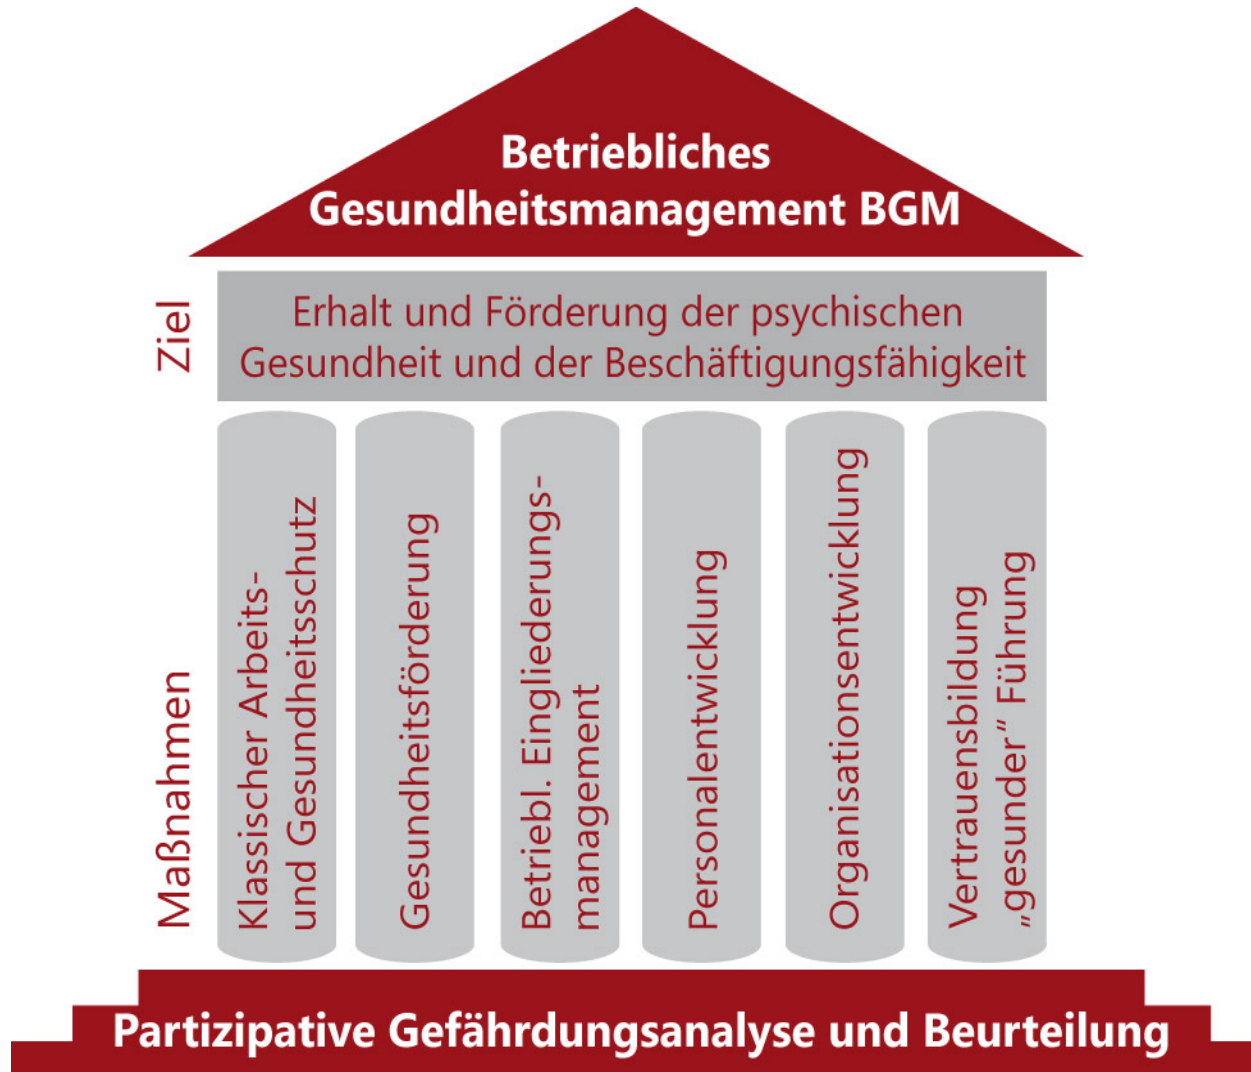 Betriebliches
Gesundheitsmanagement BGM
Ziel
Erhalt und Förderung der psychischen
Gesundheit und der Beschäftigungsfähigkeit
Maßnahmen
Klassischer Arbeits-
und Gesundheitsschutz
Gesundheitsförderung
Betriebl. Eingliederungs-
management
Personalentwicklung
Organisationsentwicklung
Vertrauensbildung
„gesunder“ Führung
Partizipative Gefährdungsanalyse und Beurteilung